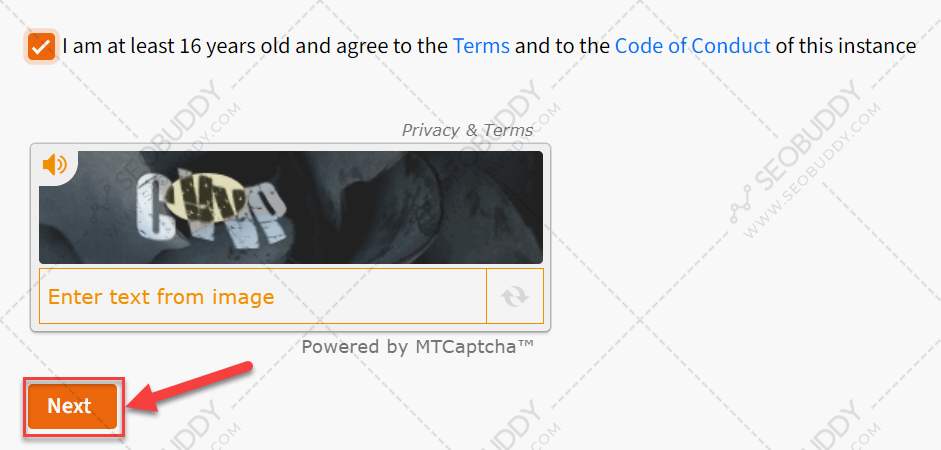 I am at least 16 years old and agree to the Terms and to the Code of Conduct of this instance
Privacy & Terms
Enter text from image
Powered by MTCaptcha™
Next
SEOBUDDY
WWW.SEOBUDDY.COM